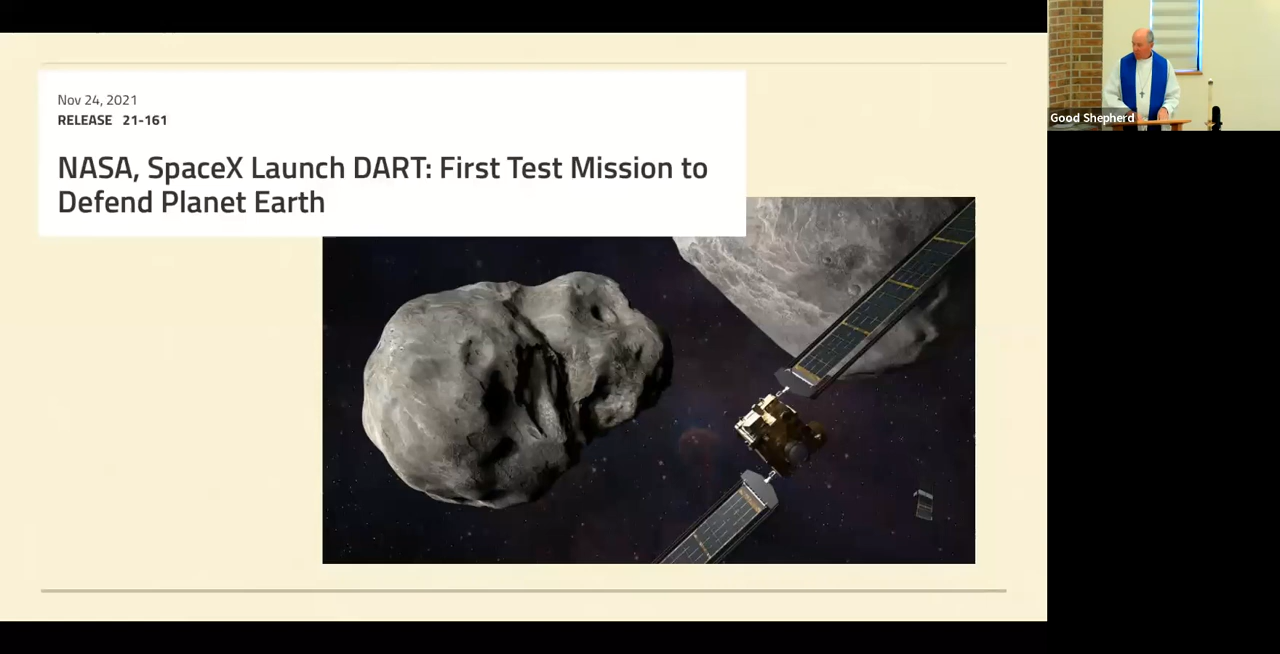 Nov 24, 2021
RELEASE 21-161
NASA, SpaceX Launch DART: First Test Mission to
Defend Planet Earth
Good Shepherd